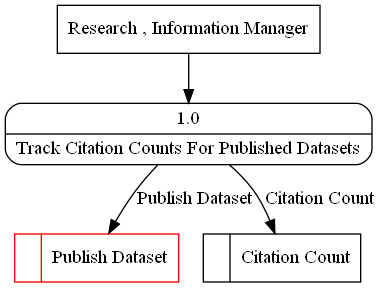 Research , Information Manager
1.0
Track Citation Counts For Published Datasets
Publish Dataset
Citation Count
Publish Dataset
Citation Count